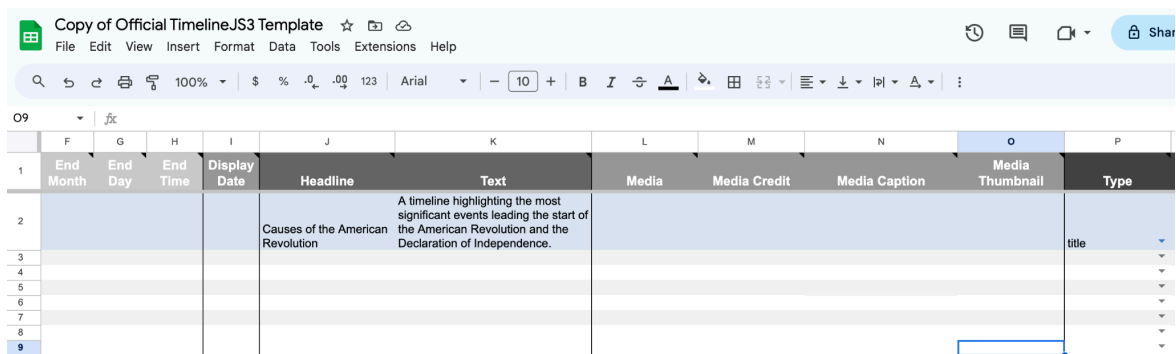 Copy of Official TimelineJS3 Template
File Edit View Insert Format Data Tools Extensions Help
100% $ % .0 .00 123 Arial 10 B I A A
O9 fx
F G H I J K L M N O P
1 End Month End Day End Time Display Date Headline Text Media Media Credit Media Caption Media Thumbnail Type
2 Causes of the American Revolution
A timeline highlighting the most
significant events leading the start of
the American Revolution and the
Declaration of Independence.
title
3
4
5
6
7
8
9